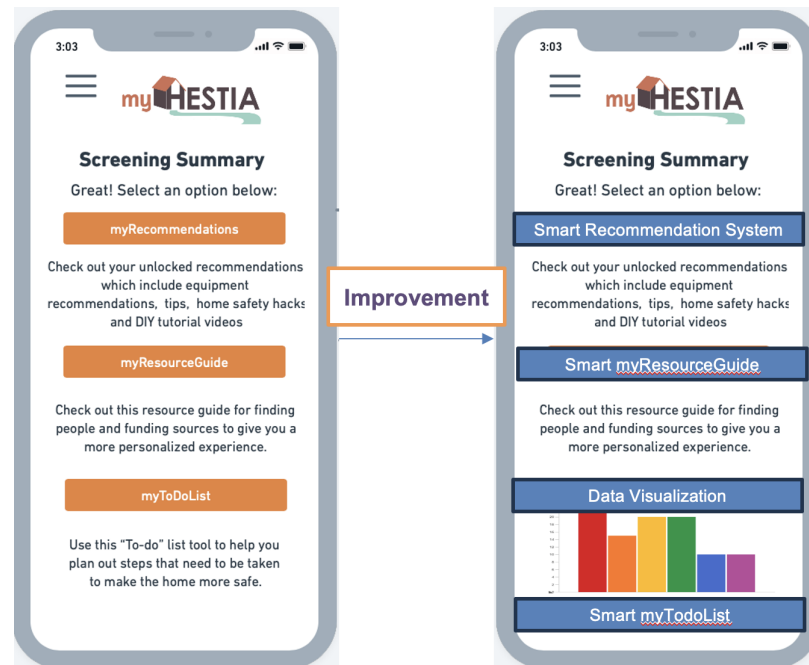 3:03
myHESTIA
Screening Summary
Great! Select an option below:
myRecommendations
Check out your unlocked recommendations
which include equipment
recommendations, tips, home safety hacks
and DIY tutorial videos
myResourceGuide
Check out this resource guide for finding
people and funding sources to give you a
more personalized experience.
myToDoList
Use this “To-do” list tool to help you
plan out steps that need to be taken
to make the home more safe.
Improvement
3:03
myHESTIA
Screening Summary
Great! Select an option below:
Smart Recommendation System
Check out your unlocked recommendations
which include equipment
recommendations, tips, home safety hacks
and DIY tutorial videos
Smart myResourceGuide
Check out this resource guide for finding
people and funding sources to give you a
more personalized experience.
Data Visualization
Smart myTodoList